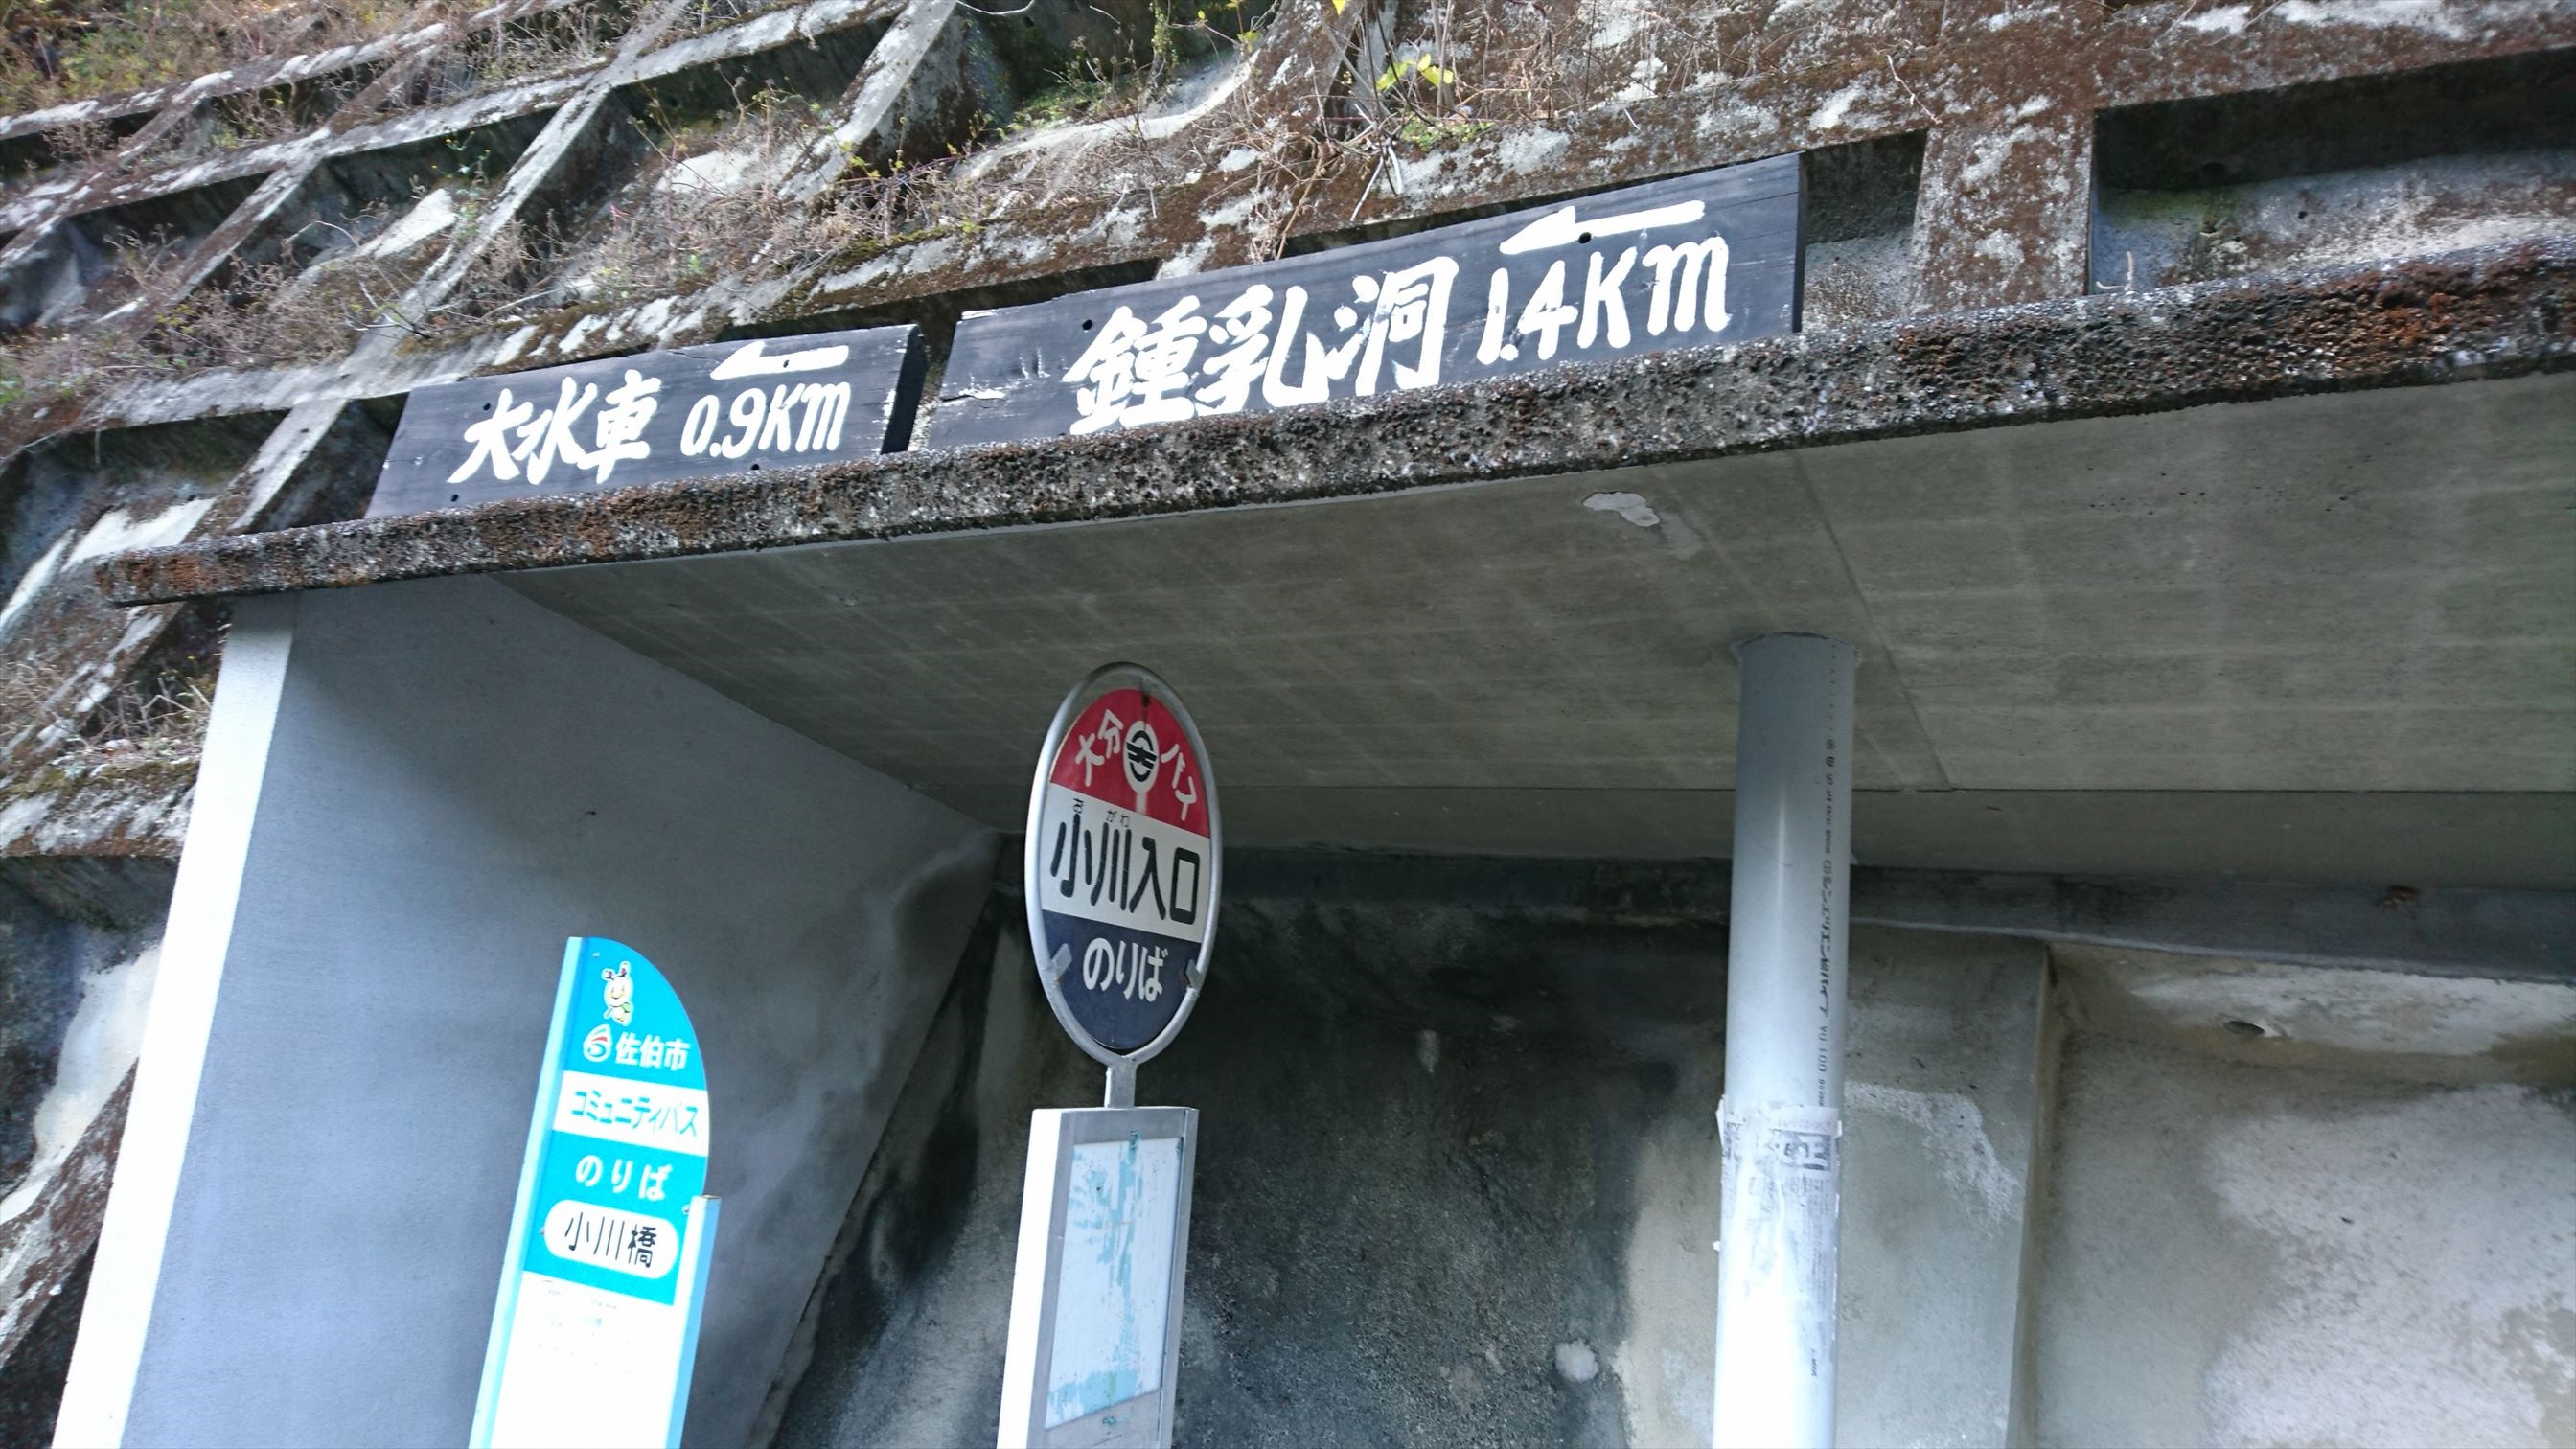 大水車 0.9Km
鍾乳洞 1.4Km
大分バス
おがわ
小川入口
のりば
佐伯市
コミュニティバス
のりば
小川橋